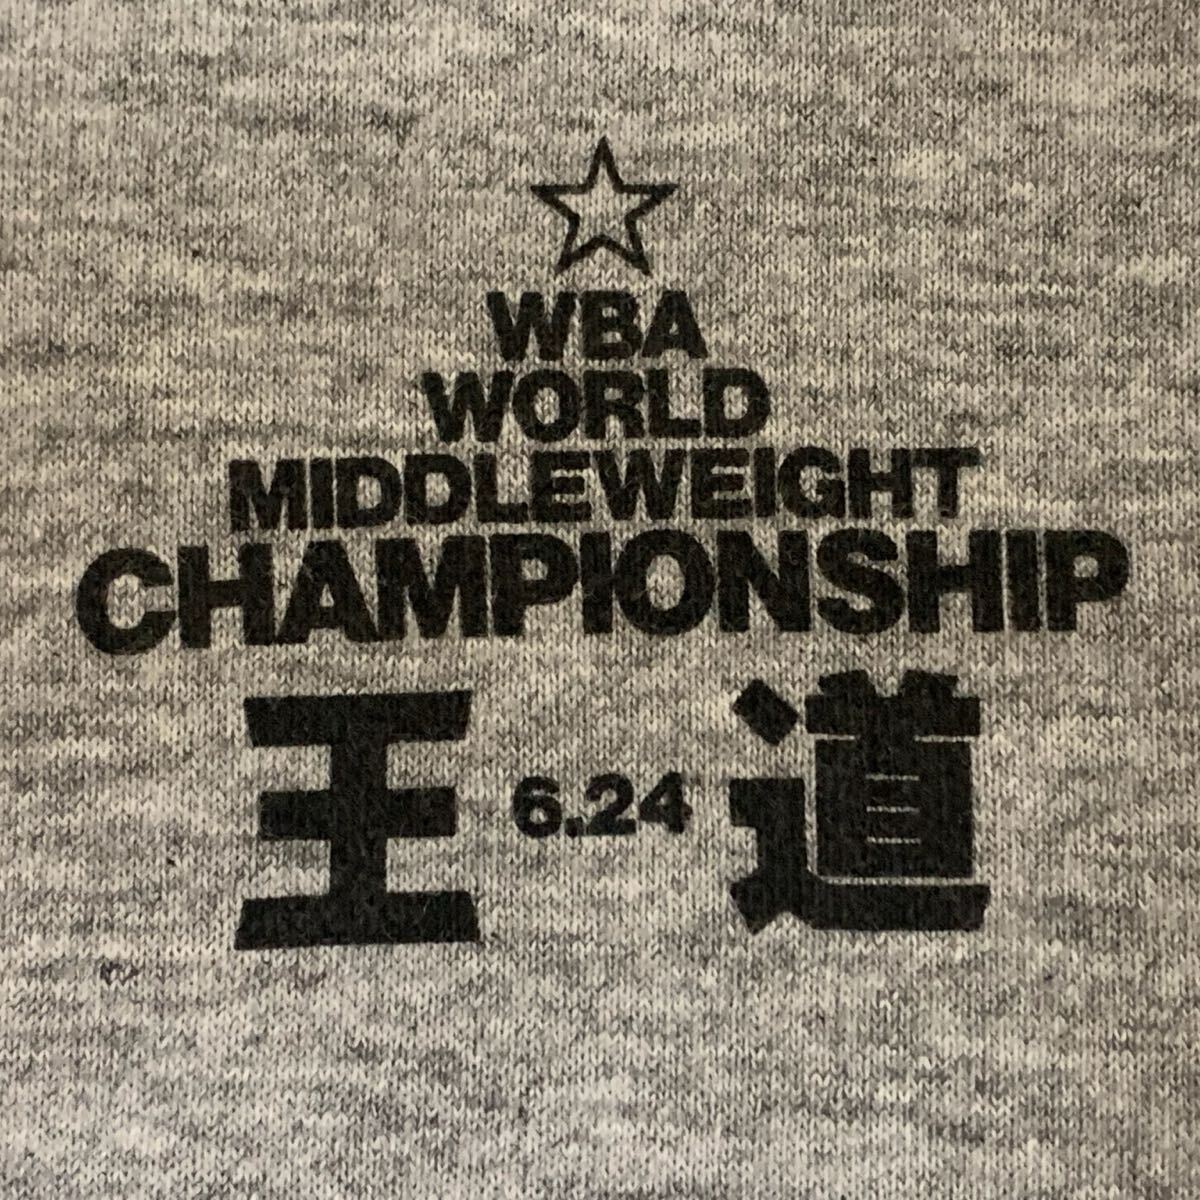 WBA
WORLD
MIDDLEWEIGHT
CHAMPIONSHIP
王 6.24 道